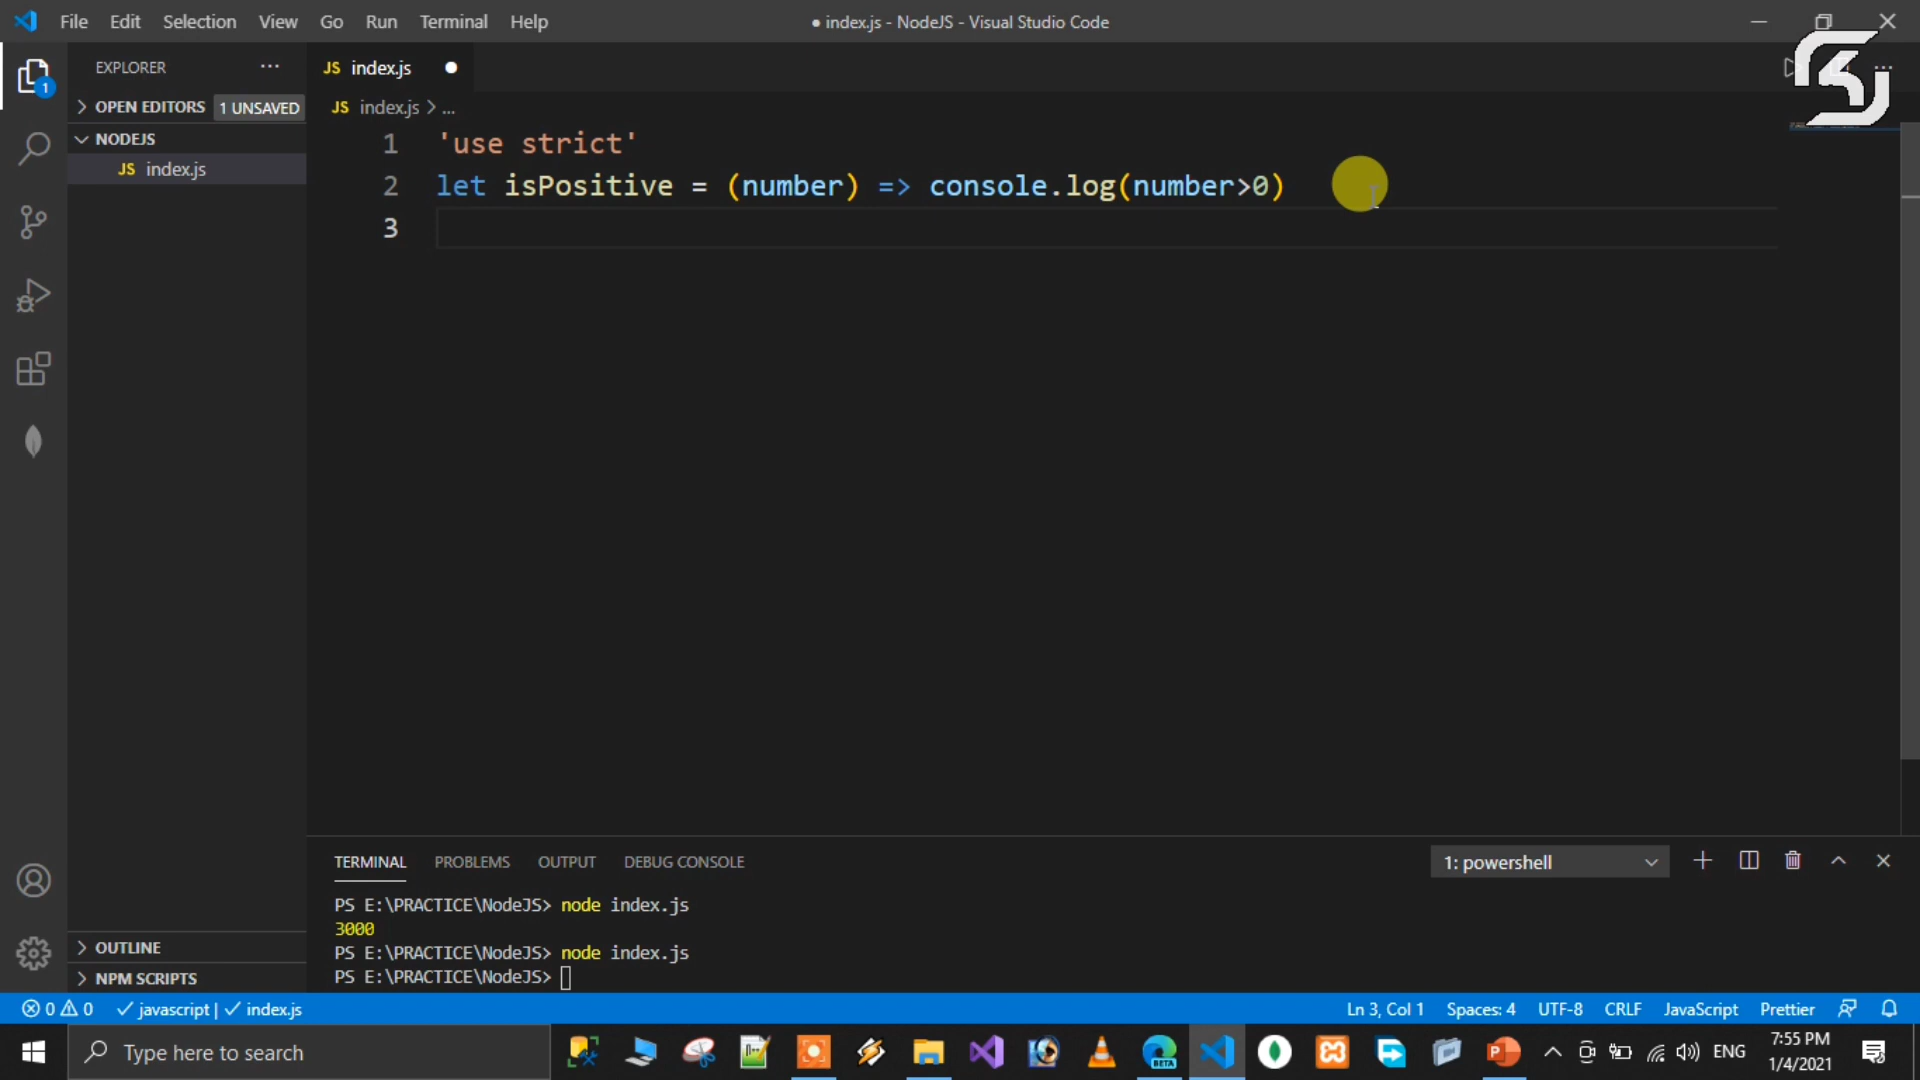 File Edit Selection View Go Run Terminal Help
● index.js - NodeJS - Visual Studio Code
EXPLORER
OPEN EDITORS 1 UNSAVED
NODEJS
JS index.js
OUTLINE
NPM SCRIPTS
1
JS index.js
JS index.js > ...
1 'use strict'
2 let isPositive = (number) => console.log(number>0)
3
TERMINAL PROBLEMS OUTPUT DEBUG CONSOLE
1: powershell
PS E:\PRACTICE\NodeJS> node index.js
3000
PS E:\PRACTICE\NodeJS> node index.js
PS E:\PRACTICE\NodeJS>
0 0 javascript | index.js
Ln 3, Col 1 Spaces: 4 UTF-8 CRLF JavaScript Prettier
Type here to search
BETA
ENG
7:55 PM
1/4/2021